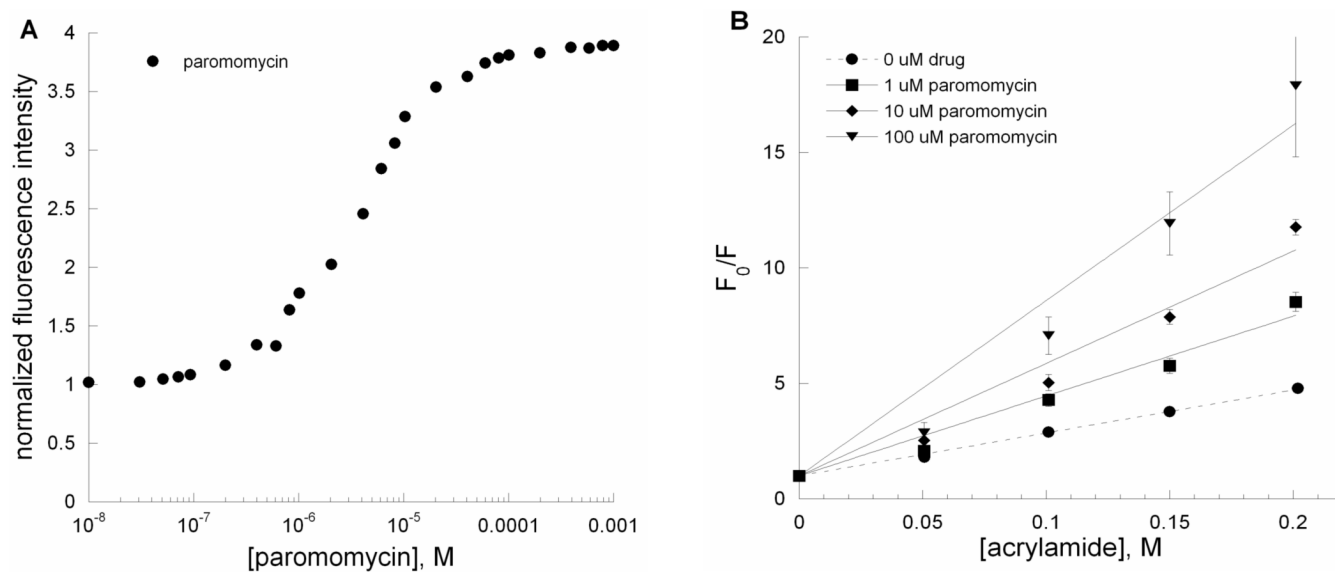 A
paromomycin
normalized fluorescence intensity
4
3.5
3
2.5
2
1.5
1
0.5
0
10⁻⁸
10⁻⁷
10⁻⁶
10⁻⁵
0.0001
0.001
[paromomycin], M
B
0 uM drug
1 uM paromomycin
10 uM paromomycin
100 uM paromomycin
F₀/F
20
15
10
5
0
0
0.05
0.1
0.15
0.2
[acrylamide], M